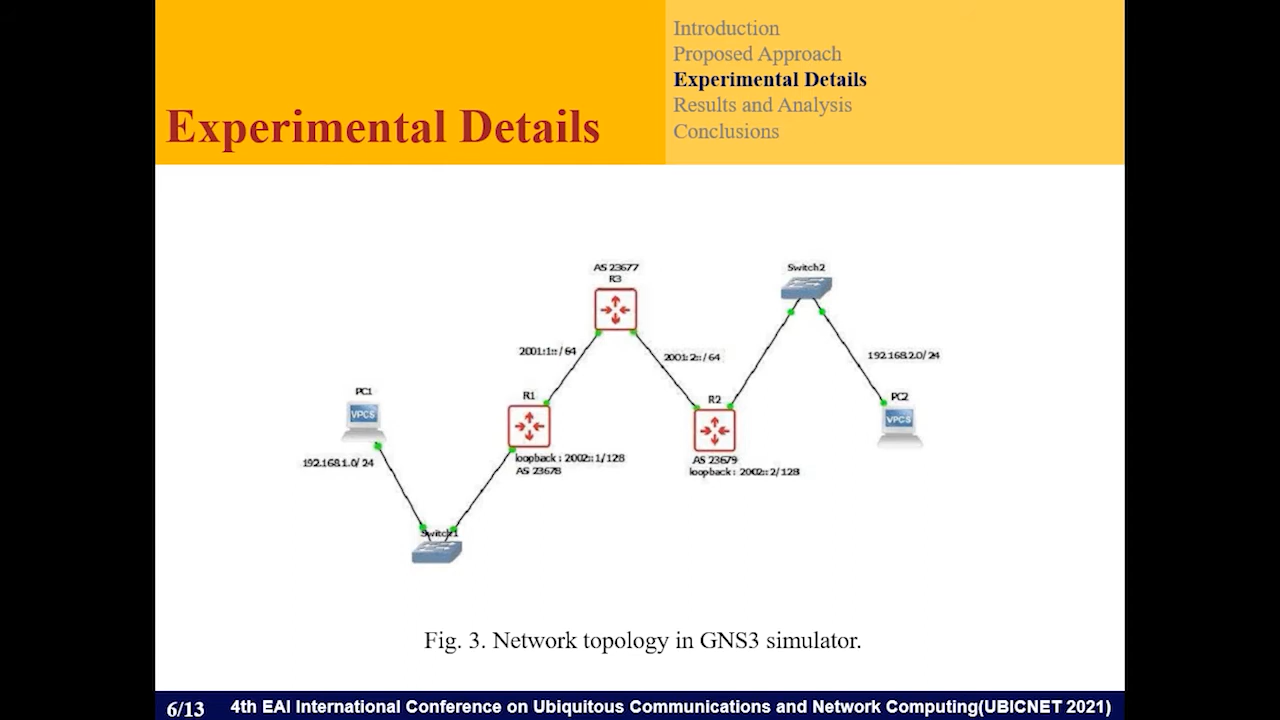 Introduction
Proposed Approach
Experimental Details
Results and Analysis
Conclusions
Experimental Details
AS 23677
R3
Switch2
2001:1::/64
2001:2::/64
192.168.2.0/24
PC1
VPCS
R1
R2
PC2
VPCS
192.168.1.0/24
loopback : 2002::1/128
AS 23678
AS 23679
loopback : 2002::2/128
Switch1
Fig. 3. Network topology in GNS3 simulator.
6/13
4th EAI International Conference on Ubiquitous Communications and Network Computing(UBICNET 2021)